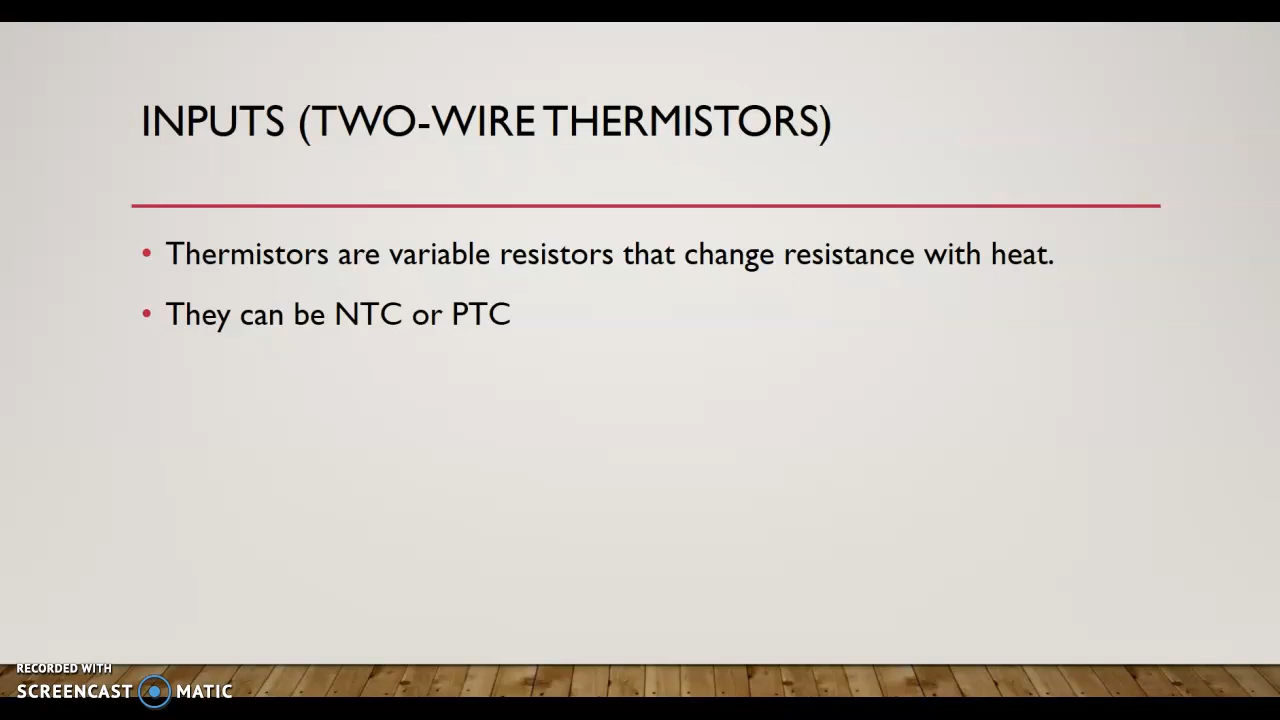 INPUTS (TWO-WIRE THERMISTORS)
• Thermistors are variable resistors that change resistance with heat.
• They can be NTC or PTC
RECORDED WITH
SCREENCAST MATIC